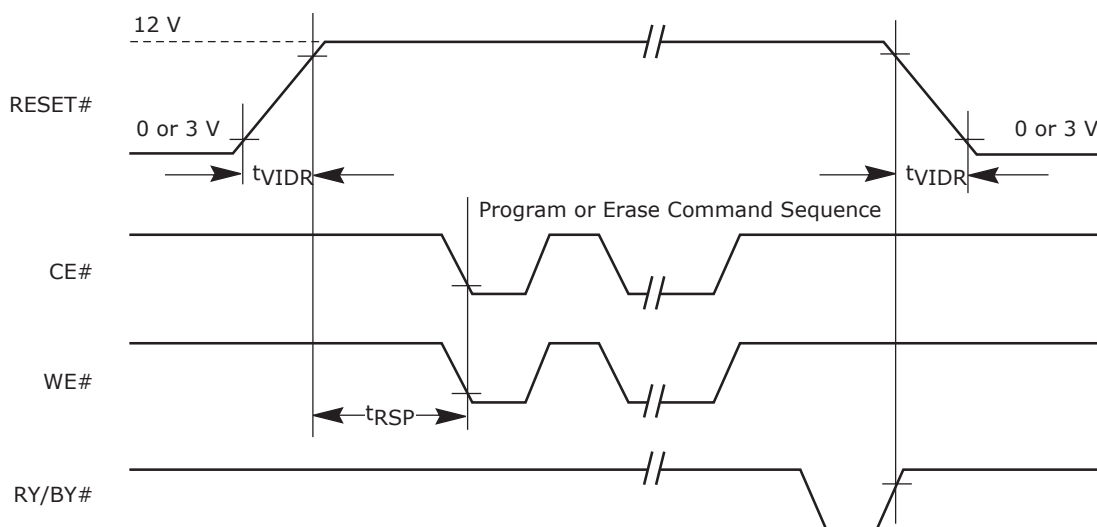 12 V
RESET#
0 or 3 V
0 or 3 V
tVIDR
tVIDR
Program or Erase Command Sequence
CE#
WE#
tRSP
RY/BY#